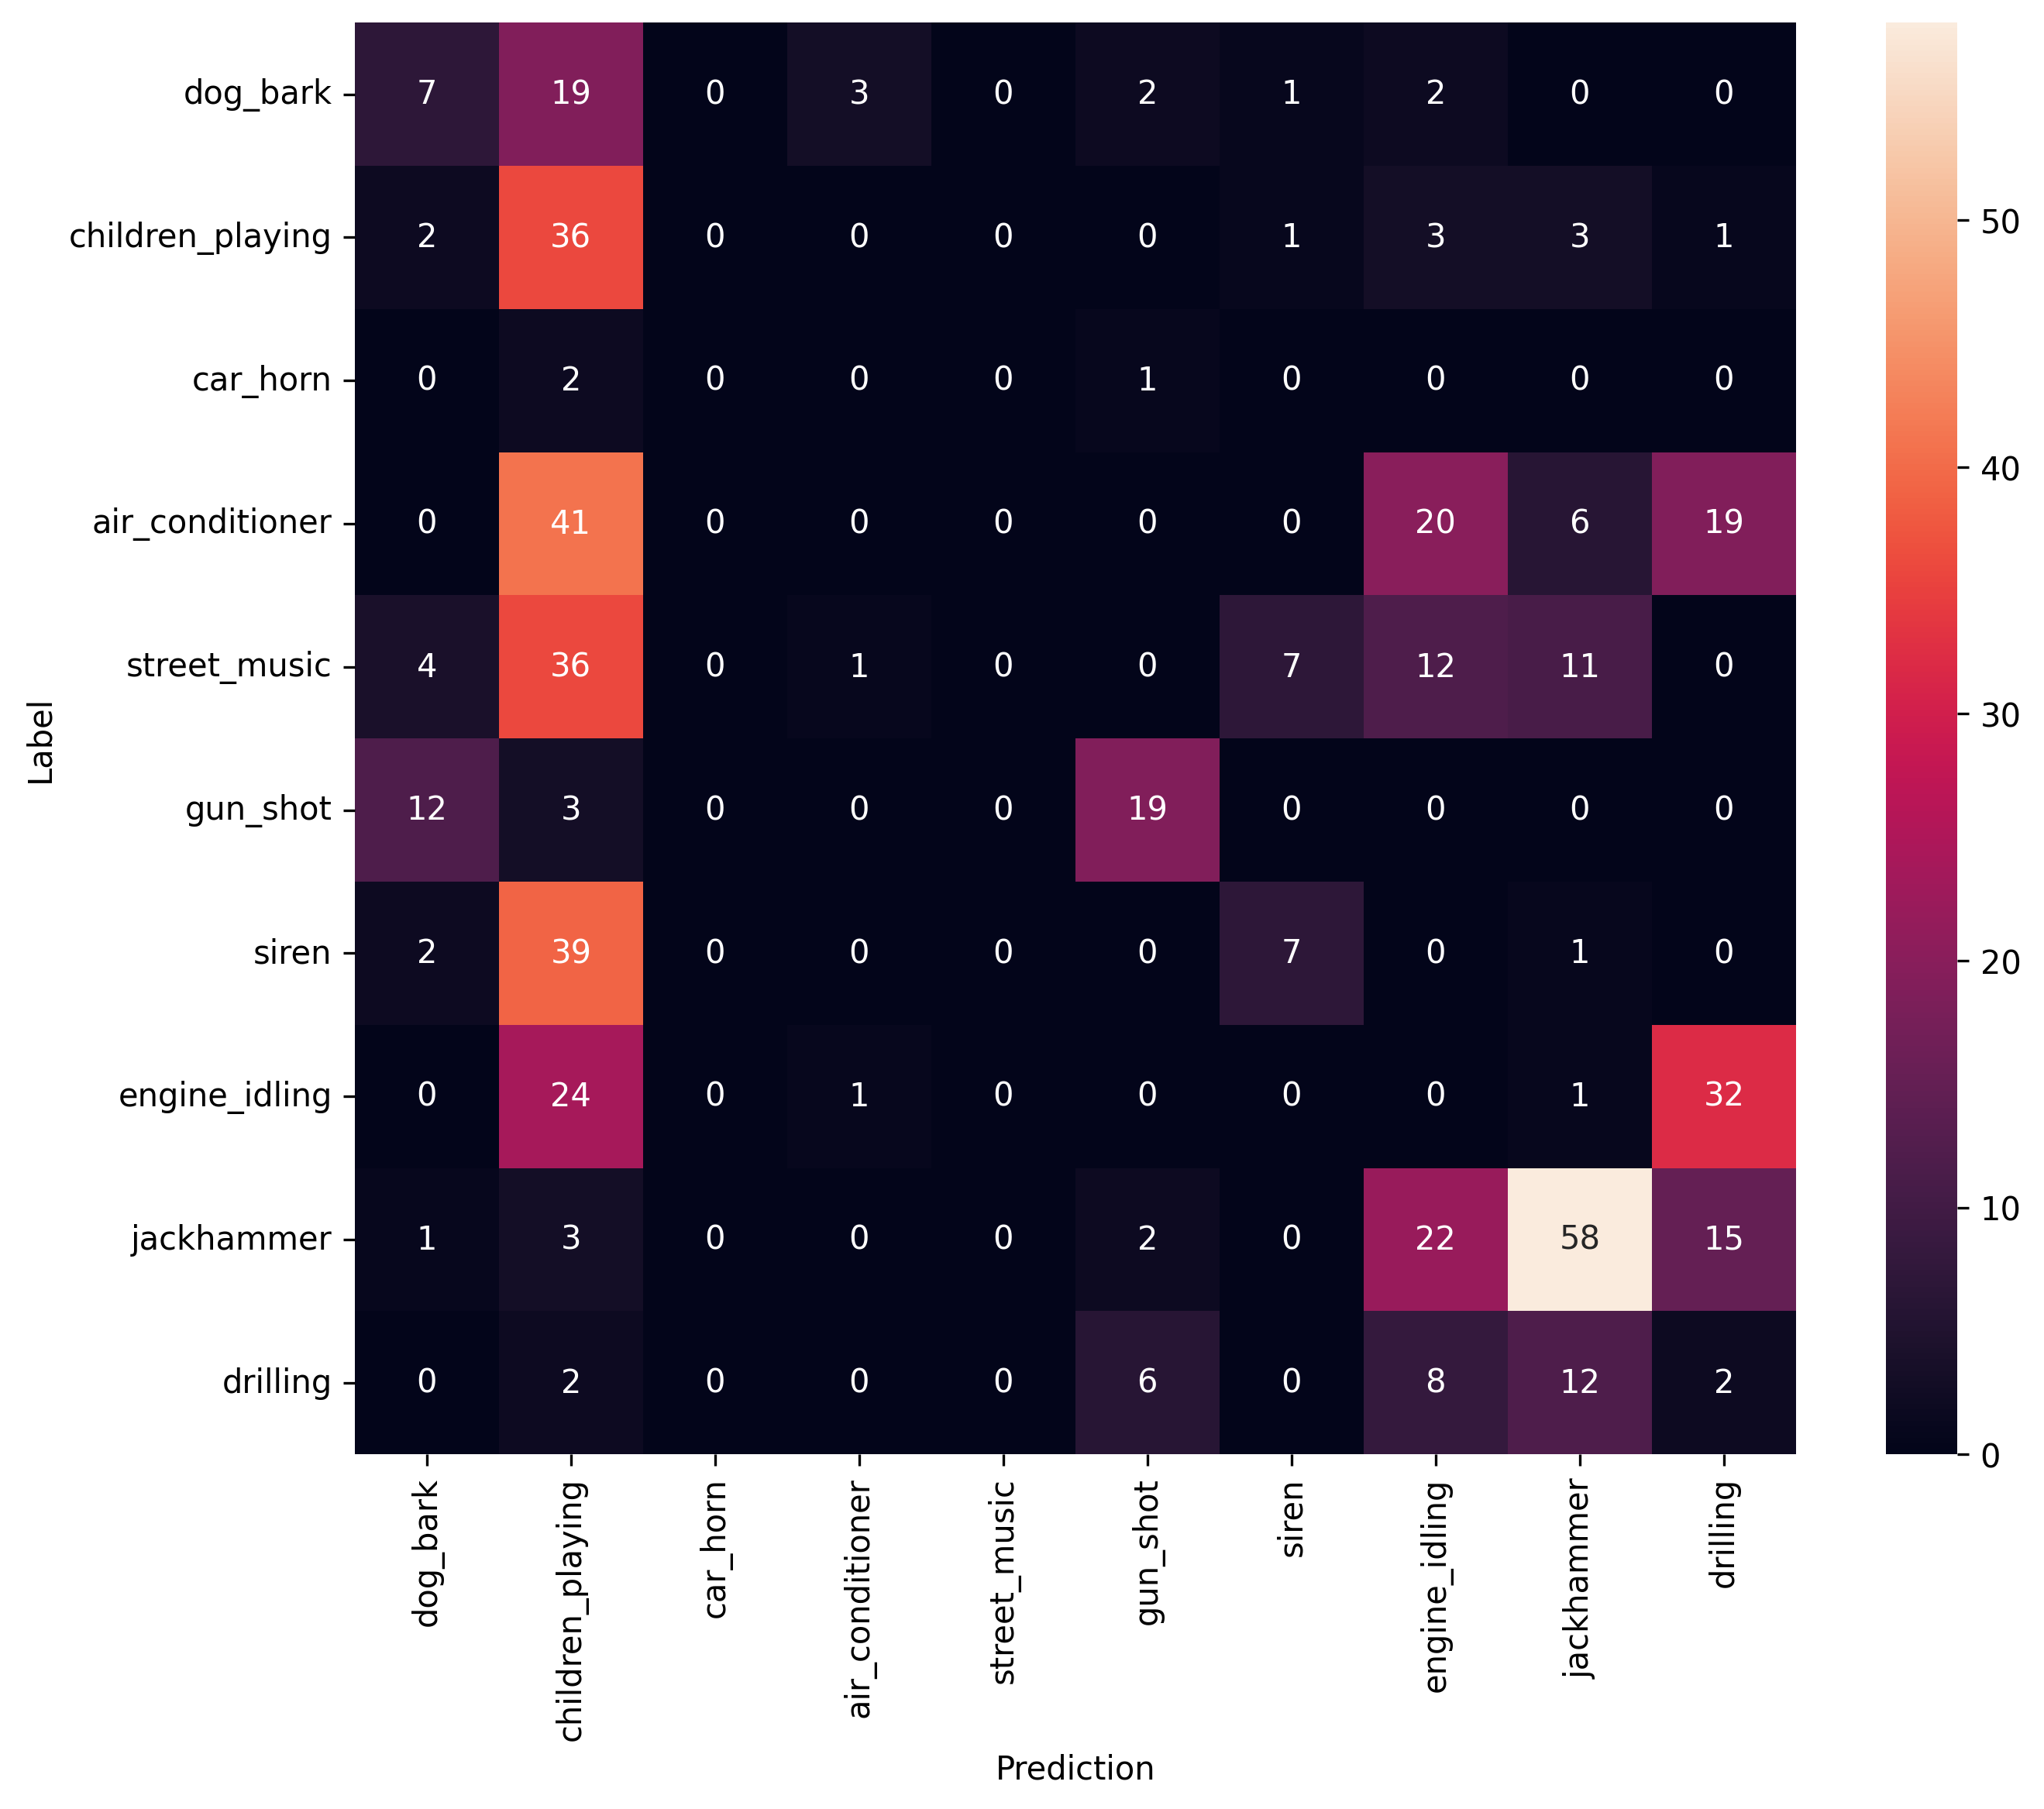 dog_bark 7 19 0 3 0 2 1 2 0 0
children_playing 2 36 0 0 0 0 1 3 3 1
car_horn 0 2 0 0 0 1 0 0 0 0
air_conditioner 0 41 0 0 0 0 0 20 6 19
street_music 4 36 0 1 0 0 7 12 11 0
gun_shot 12 3 0 0 0 19 0 0 0 0
siren 2 39 0 0 0 0 7 0 1 0
engine_idling 0 24 0 1 0 0 0 0 1 32
jackhammer 1 3 0 0 0 2 0 22 58 15
drilling 0 2 0 0 0 6 0 8 12 2
Label
dog_bark
children_playing
car_horn
air_conditioner
street_music
gun_shot
siren
engine_idling
jackhammer
drilling
Prediction
50
40
30
20
10
0